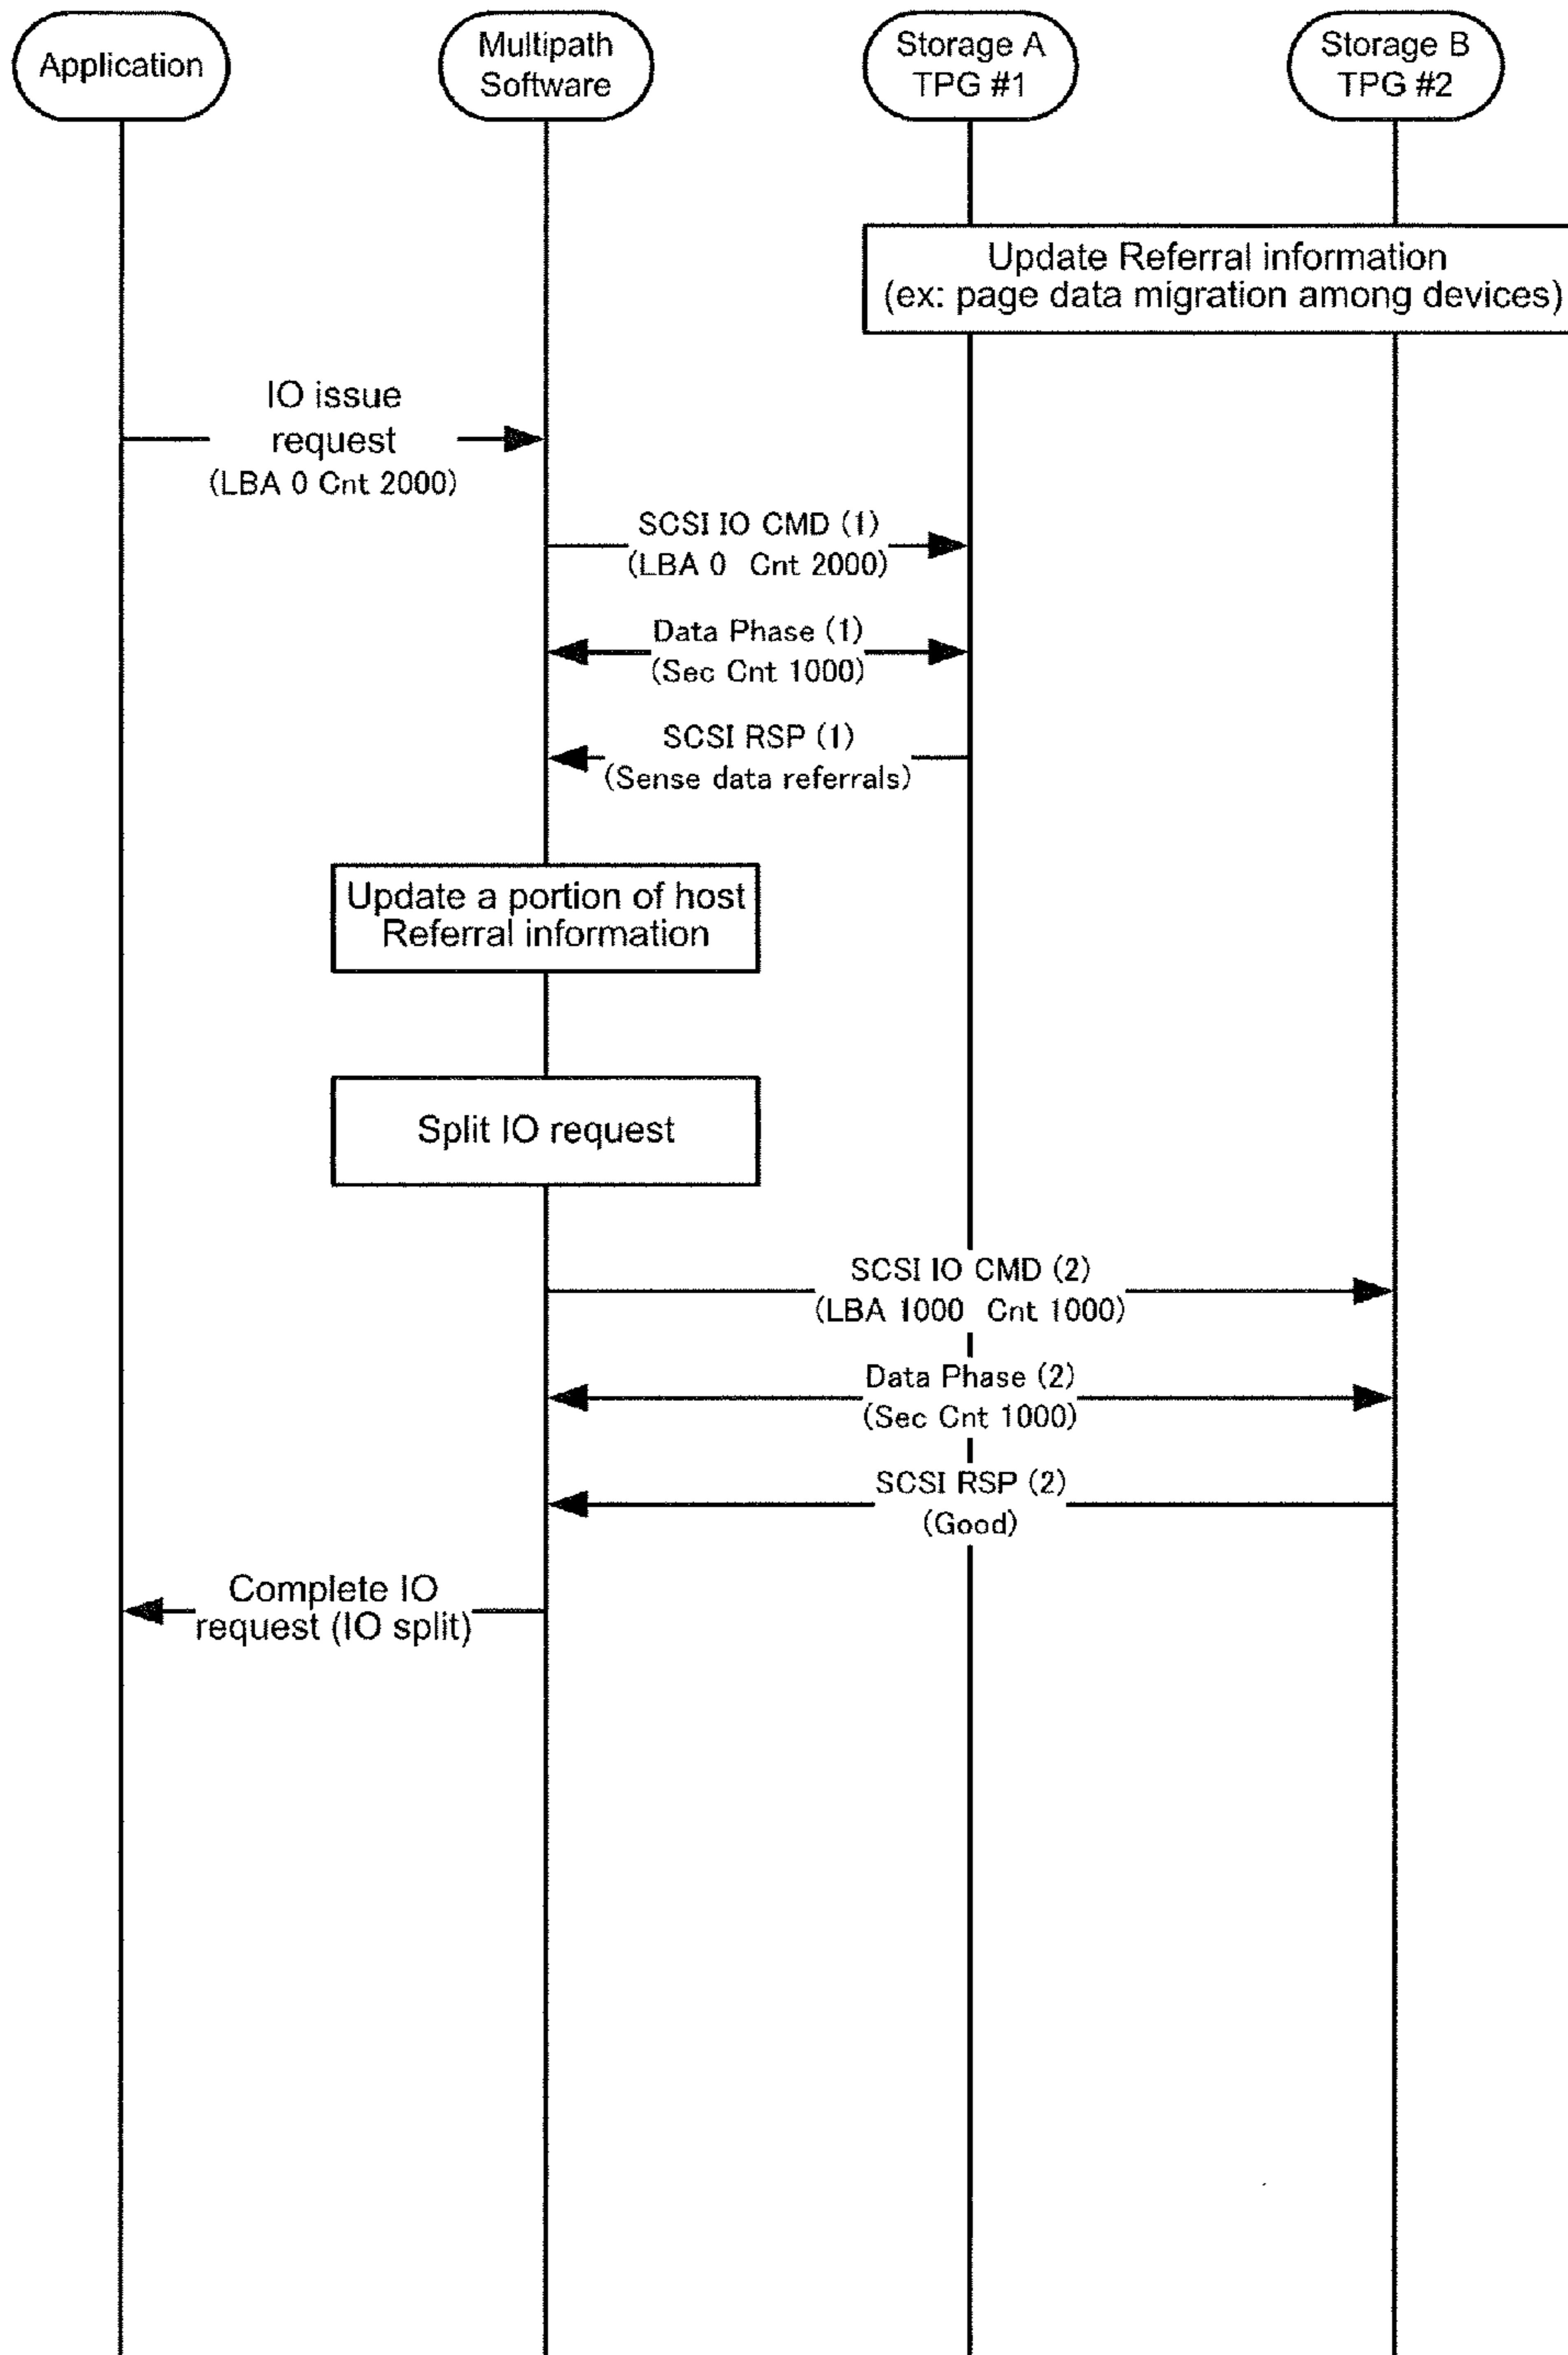 Application
Multipath
Software
Storage A
TPG #1
Storage B
TPG #2
Update Referral information
(ex: page data migration among devices)
IO issue
request
(LBA 0 Cnt 2000)
SCSI IO CMD (1)
(LBA 0 Cnt 2000)
Data Phase (1)
(Sec Cnt 1000)
SCSI RSP (1)
(Sense data referrals)
Update a portion of host
Referral information
Split IO request
SCSI IO CMD (2)
(LBA 1000 Cnt 1000)
Data Phase (2)
(Sec Cnt 1000)
SCSI RSP (2)
(Good)
Complete IO
request (IO split)